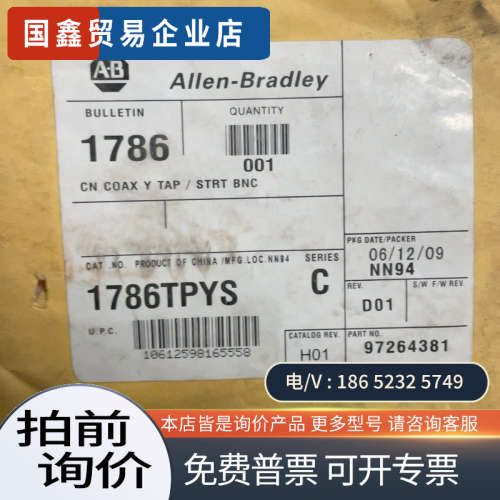 国鑫贸易企业店
A-B
Allen-Bradley
BULLETIN
QUANTITY
1786
001
CN COAX Y TAP / STRT BNC
PKG DATE/PACKER
06/12/09
NN94
CAT .NO. PRODUCT OF CHINA /MFG.LOC.NN94
SERIES
1786TPYS
C
REV.
S/W F/W REV.
D01
U.P.C.
10612598165558
CATALOG REV.
H01
PART NO.
97264381
电/V : 186 5232 5749
拍前
询价
本店皆是询价产品 更多型号 请咨询客服
免费普票 可开专票